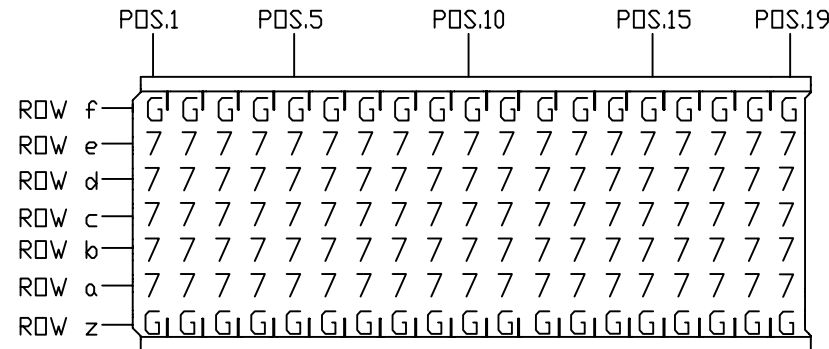 POS.1 POS.5 POS.10 POS.15 POS.19
ROW f G G G G G G G G G G G G G G G G G G G
ROW e 7 7 7 7 7 7 7 7 7 7 7 7 7 7 7 7 7 7 7
ROW d 7 7 7 7 7 7 7 7 7 7 7 7 7 7 7 7 7 7 7
ROW c 7 7 7 7 7 7 7 7 7 7 7 7 7 7 7 7 7 7 7
ROW b 7 7 7 7 7 7 7 7 7 7 7 7 7 7 7 7 7 7 7
ROW a 7 7 7 7 7 7 7 7 7 7 7 7 7 7 7 7 7 7 7
ROW z G G G G G G G G G G G G G G G G G G G